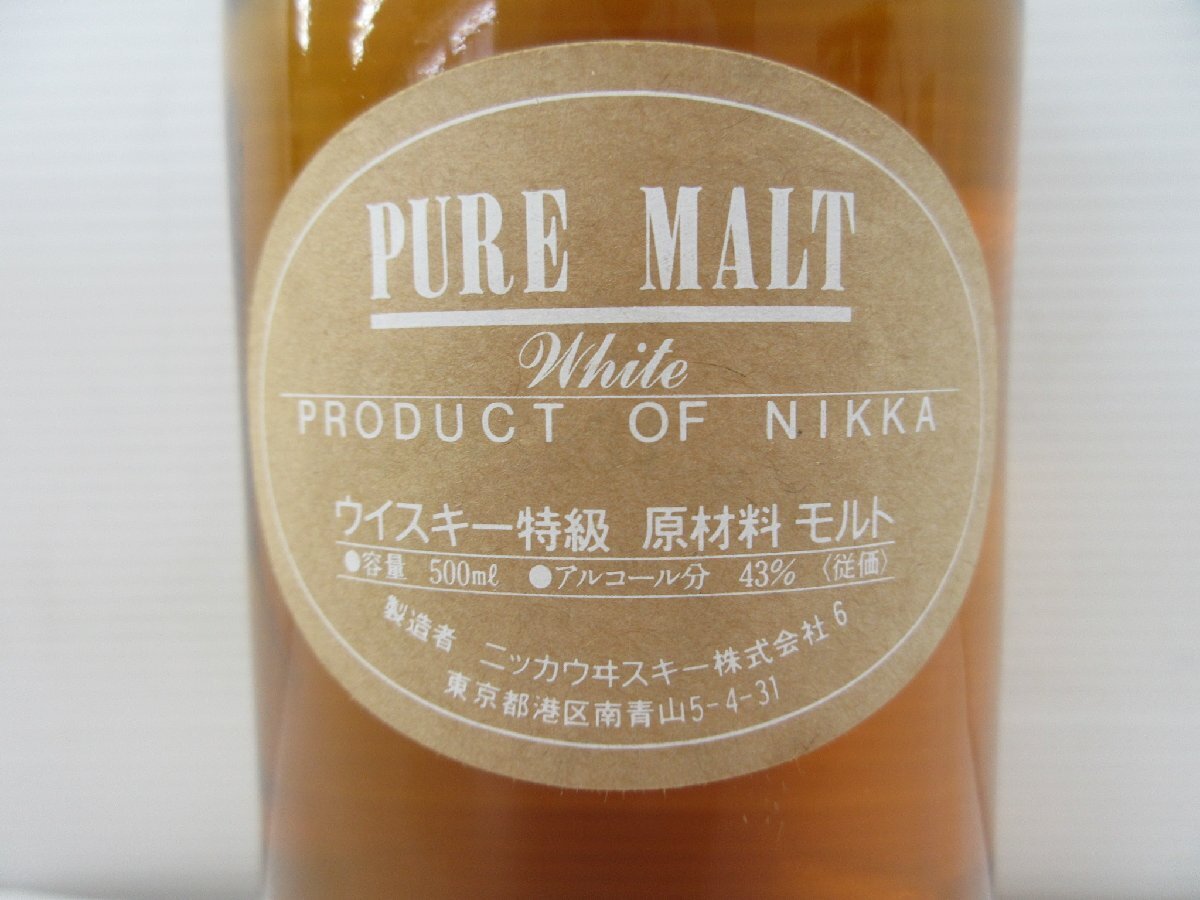 PURE MALT
White
PRODUCT OF NIKKA
ウイスキー特級 原材料 モルト
●容量 500mℓ ●アルコール分 43% 〈従価〉
製造者 ニッカウヰスキー株式会社 6
東京都港区南青山5-4-31